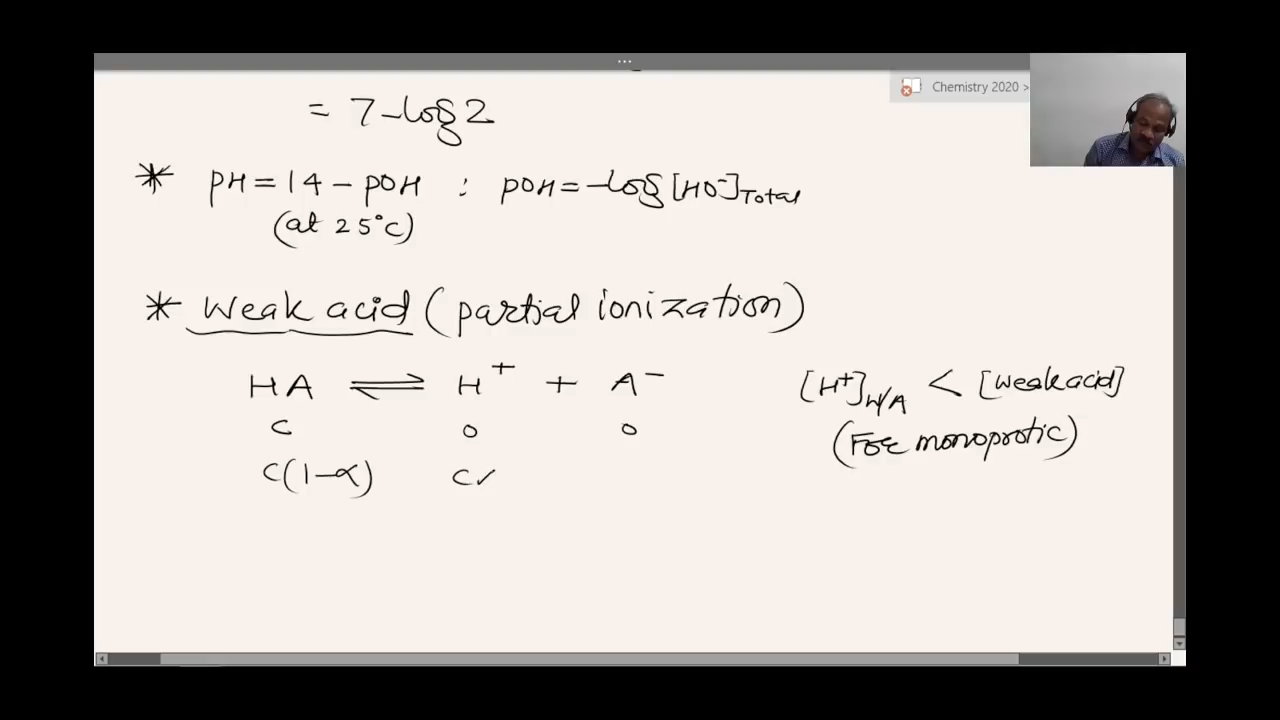 ...
Chemistry 2020 >
= 7-log 2
* pH = 14 - pOH : pOH = -log [HO⁻]Total
(at 25°C)
* Weak acid (partial ionization)
HA ⇌ H⁺ + A⁻ [H⁺]W/A < [weak acid]
C 0 0 (For monoprotic)
C(1-α) C